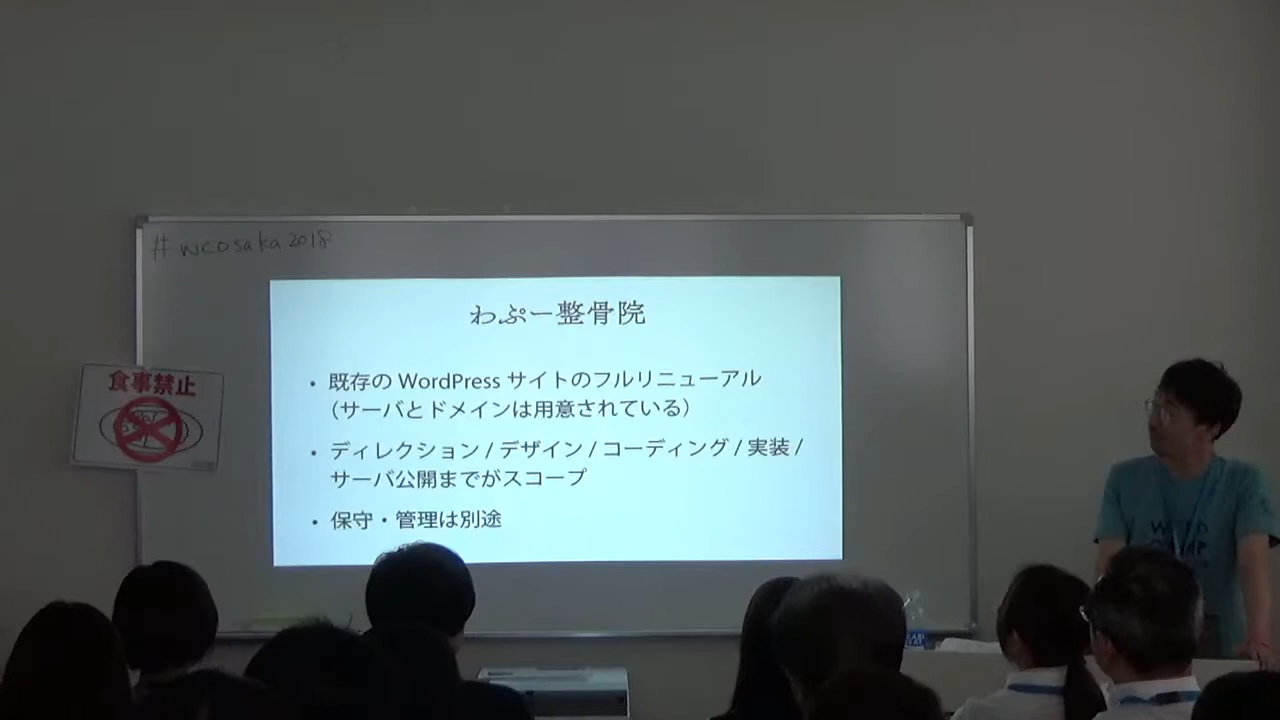 #wcosaka2018
わぷー整骨院
• 既存の WordPress サイトのフルリニューアル
（サーバとドメインは用意されている）
• ディレクション / デザイン / コーディング / 実装 /
サーバ公開までがスコープ
• 保守・管理は別途
食事禁止